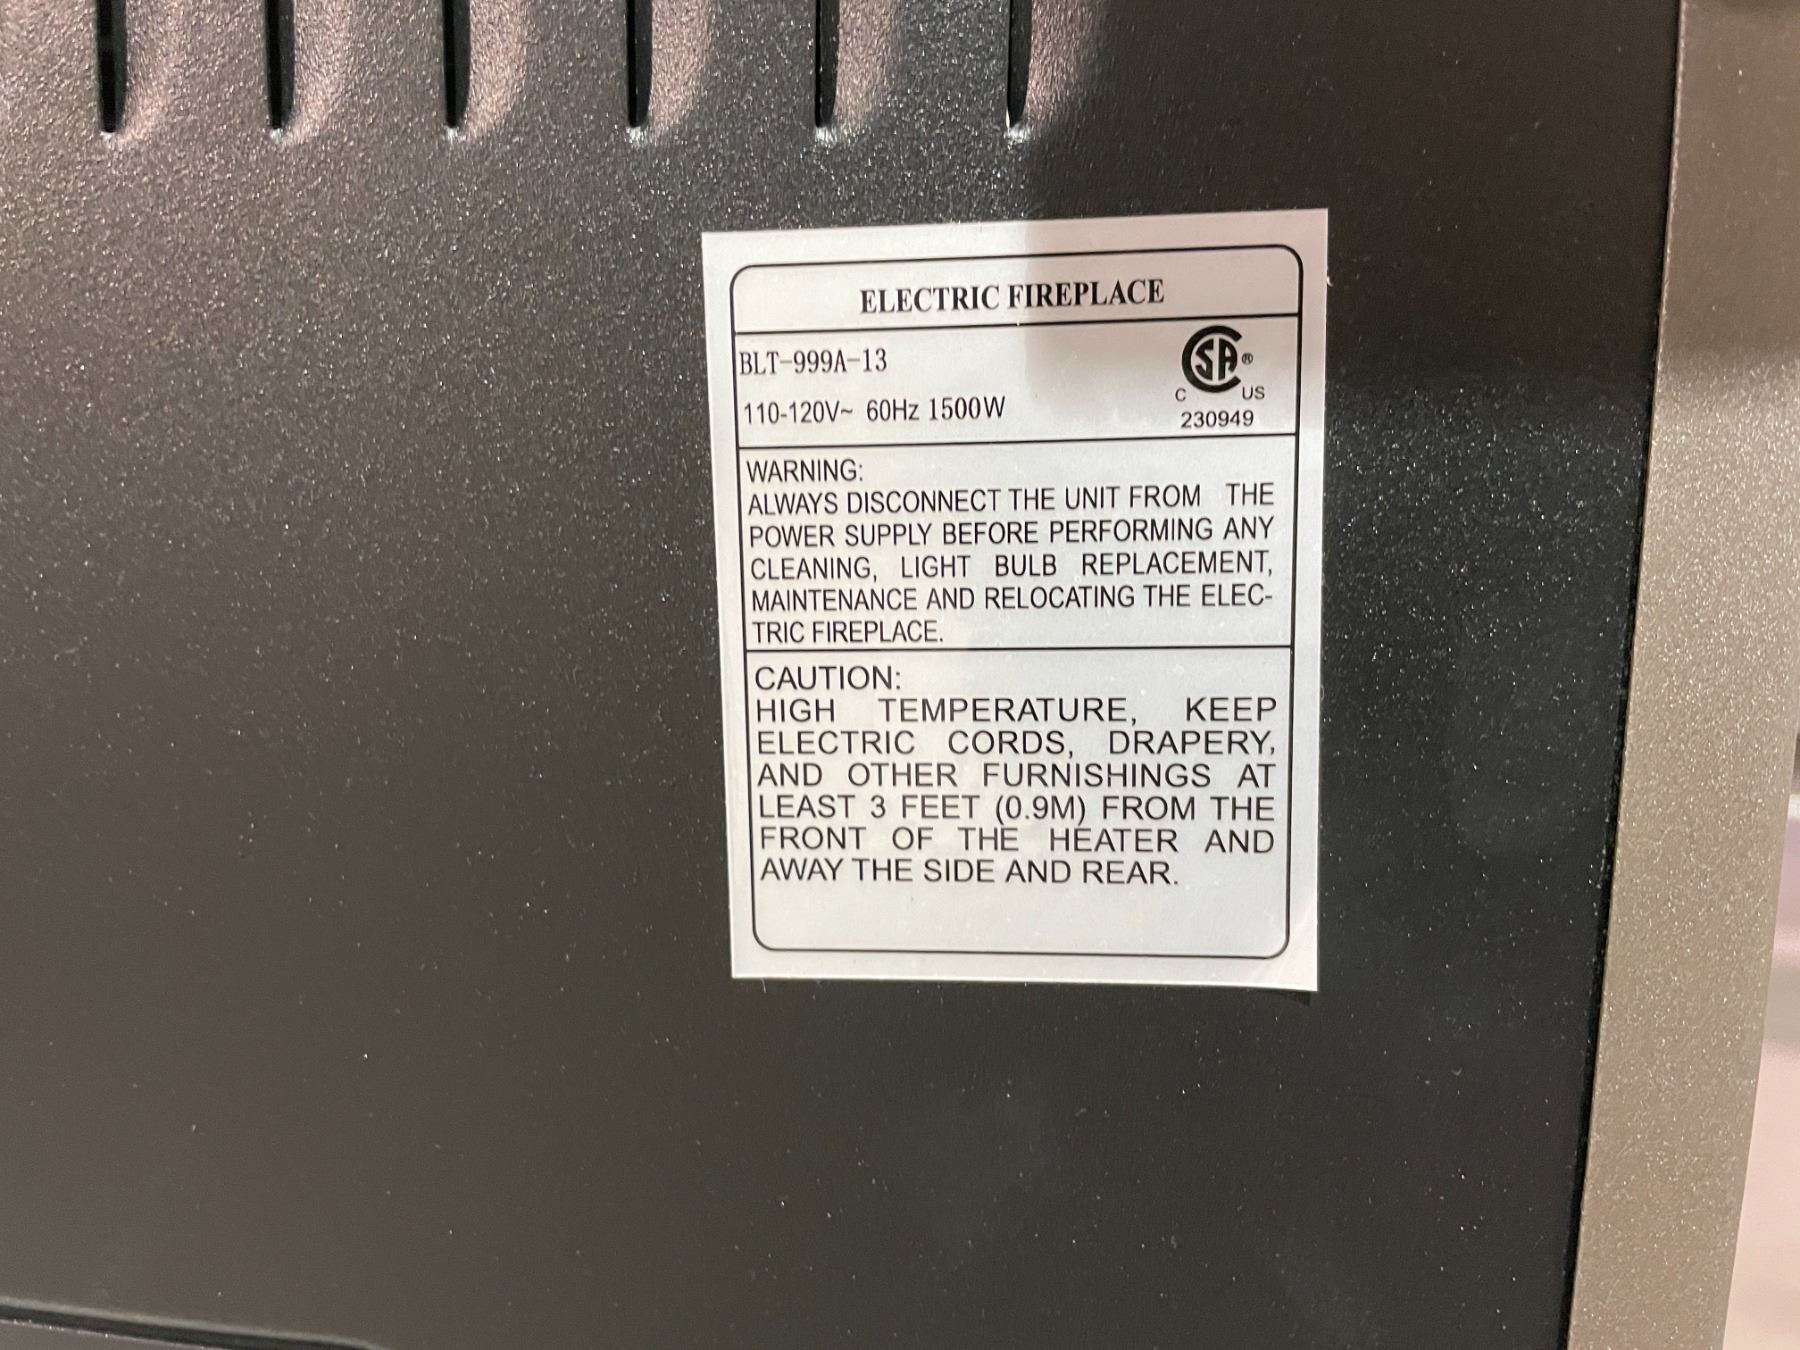 ELECTRIC FIREPLACE
BLT-999A-13
110-120V~ 60Hz 1500W
CSA®
C US
230949
WARNING:
ALWAYS DISCONNECT THE UNIT FROM THE
POWER SUPPLY BEFORE PERFORMING ANY
CLEANING, LIGHT BULB REPLACEMENT,
MAINTENANCE AND RELOCATING THE ELEC-
TRIC FIREPLACE.
CAUTION:
HIGH TEMPERATURE, KEEP
ELECTRIC CORDS, DRAPERY,
AND OTHER FURNISHINGS AT
LEAST 3 FEET (0.9M) FROM THE
FRONT OF THE HEATER AND
AWAY THE SIDE AND REAR.